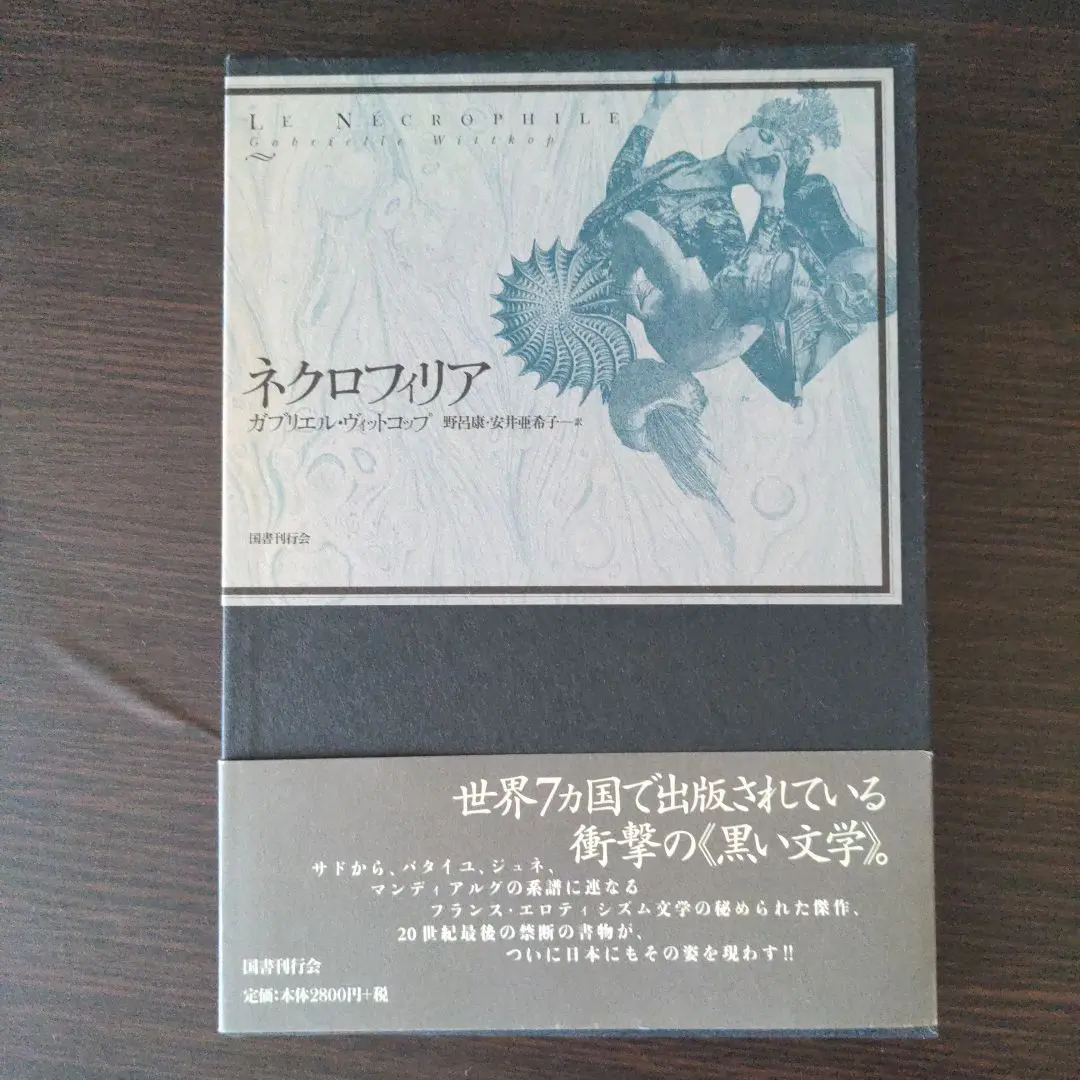 LE NÉCROPHILE
Gabrielle Wittkop
ネクロフィリア
ガブリエル・ヴィットコップ 野呂康・安井亜希子―訳
国書刊行会
世界7ヵ国で出版されている
衝撃の《黒い文学》。
サドから、バタイユ、ジュネ、
マンディアルグの系譜に連なる
フランス・エロティシズム文学の秘められた傑作、
20世紀最後の禁断の書物が、
ついに日本にもその姿を現わす!!
国書刊行会
定価:本体2800円+税